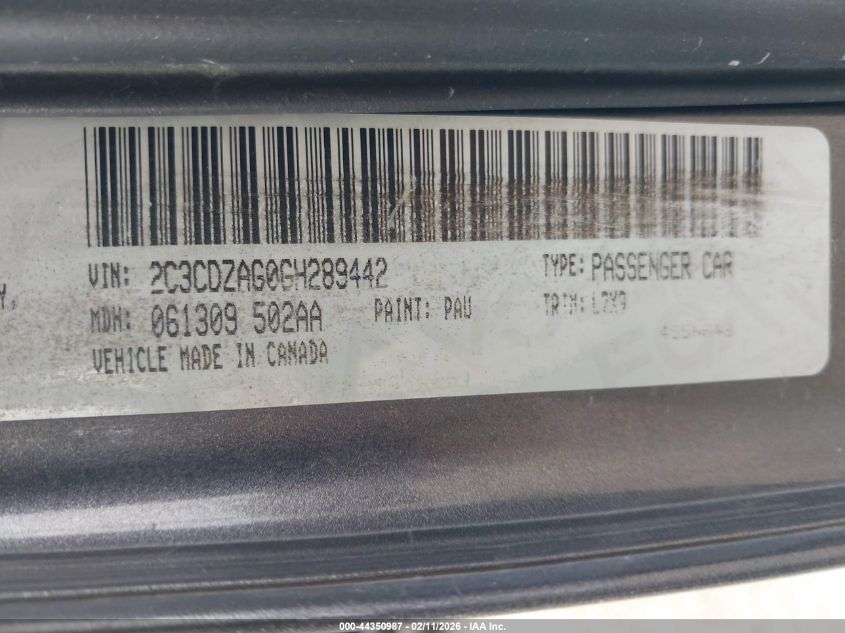 VIN: 2C3CDZAG0GH289442 TYPE: PASSENGER CAR
MDH: 061309 502AA PAINT: PAU TRIM: L7X9
VEHICLE MADE IN CANADA
000-44350987 - 02/11/2026 - IAA Inc.